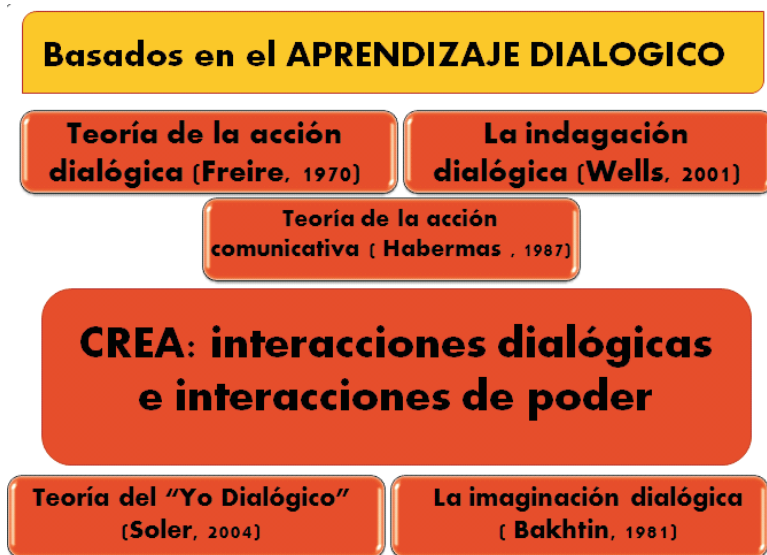 Basados en el APRENDIZAJE DIALOGICO
Teoría de la acción
dialógica (Freire, 1970)
La indagación
dialógica (Wells, 2001)
Teoría de la acción
comunicativa ( Habermas , 1987)
CREA: interacciones dialógicas
e interacciones de poder
Teoría del “Yo Dialógico”
(Soler, 2004)
La imaginación dialógica
( Bakhtin, 1981)